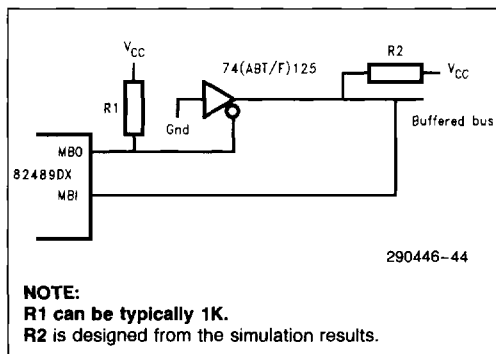 R2
74(ABT/F)125
VCC
VCC
R1
Gnd
Buffered bus
MBO
82489DX
MBI
290446-44
NOTE:
R1 can be typically 1K.
R2 is designed from the simulation results.